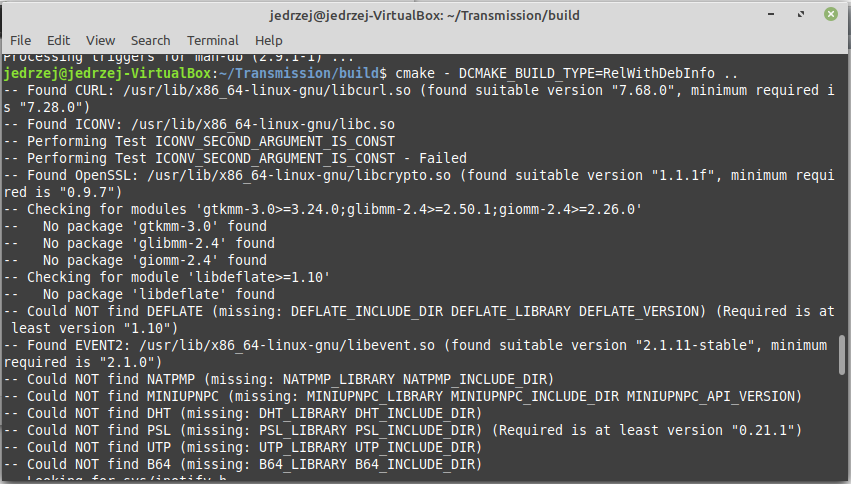 jedrzej@jedrzej-VirtualBox: ~/Transmission/build
File Edit View Search Terminal Help
Processing triggers for man-db (2.9.1-1) ...
jedrzej@jedrzej-VirtualBox:~/Transmission/build$ cmake - DCMAKE_BUILD_TYPE=RelWithDebInfo ..
-- Found CURL: /usr/lib/x86_64-linux-gnu/libcurl.so (found suitable version "7.68.0", minimum required i
s "7.28.0")
-- Found ICONV: /usr/lib/x86_64-linux-gnu/libc.so
-- Performing Test ICONV_SECOND_ARGUMENT_IS_CONST
-- Performing Test ICONV_SECOND_ARGUMENT_IS_CONST - Failed
-- Found OpenSSL: /usr/lib/x86_64-linux-gnu/libcrypto.so (found suitable version "1.1.1f", minimum requi
red is "0.9.7")
-- Checking for modules 'gtkmm-3.0>=3.24.0;glibmm-2.4>=2.50.1;giomm-2.4>=2.26.0'
--   No package 'gtkmm-3.0' found
--   No package 'glibmm-2.4' found
--   No package 'giomm-2.4' found
-- Checking for module 'libdeflate>=1.10'
--   No package 'libdeflate' found
-- Could NOT find DEFLATE (missing: DEFLATE_INCLUDE_DIR DEFLATE_LIBRARY DEFLATE_VERSION) (Required is at
 least version "1.10")
-- Found EVENT2: /usr/lib/x86_64-linux-gnu/libevent.so (found suitable version "2.1.11-stable", minimum
required is "2.1.0")
-- Could NOT find NATPMP (missing: NATPMP_LIBRARY NATPMP_INCLUDE_DIR)
-- Could NOT find MINIUPNPC (missing: MINIUPNPC_LIBRARY MINIUPNPC_INCLUDE_DIR MINIUPNPC_API_VERSION)
-- Could NOT find DHT (missing: DHT_LIBRARY DHT_INCLUDE_DIR)
-- Could NOT find PSL (missing: PSL_LIBRARY PSL_INCLUDE_DIR) (Required is at least version "0.21.1")
-- Could NOT find UTP (missing: UTP_LIBRARY UTP_INCLUDE_DIR)
-- Could NOT find B64 (missing: B64_LIBRARY B64_INCLUDE_DIR)
-- Looking for sys/inotify.h